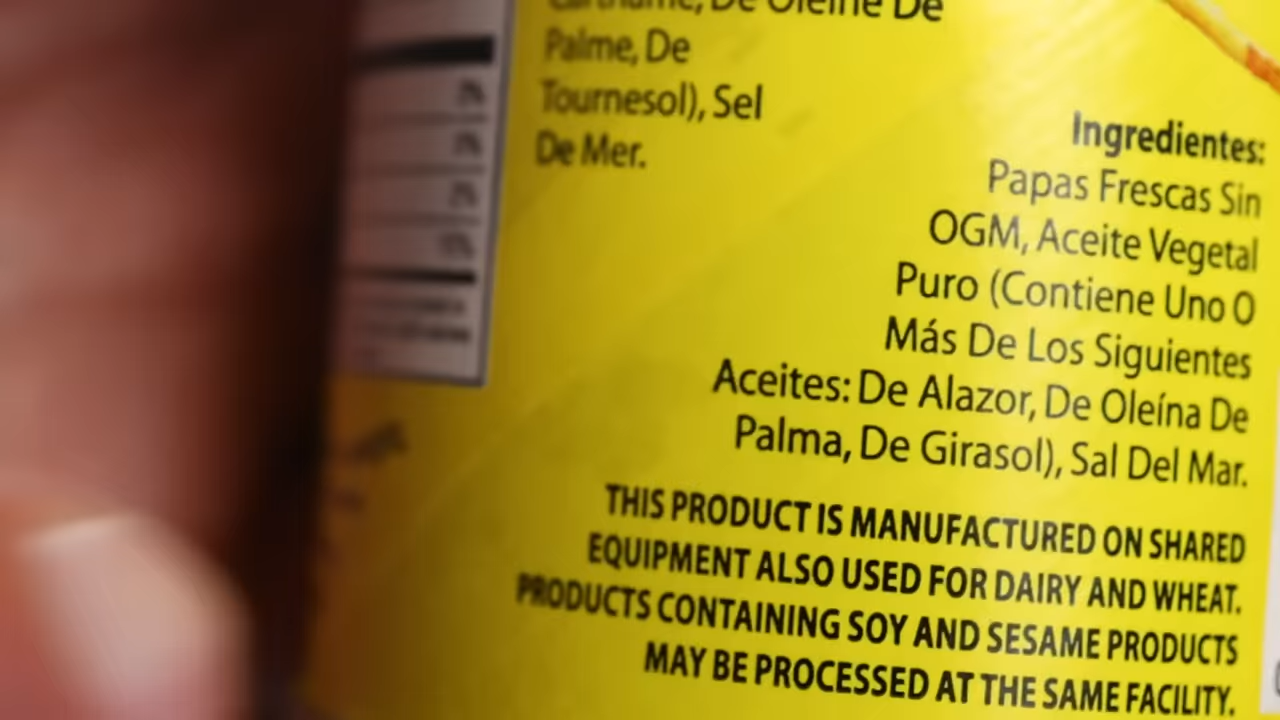 De Oleine De
Palme, De
Tournesol), Sel
De Mer.
Ingredientes:
Papas Frescas Sin
OGM, Aceite Vegetal
Puro (Contiene Uno O
Más De Los Siguientes
Aceites: De Alazor, De Oleína De
Palma, De Girasol), Sal Del Mar.
THIS PRODUCT IS MANUFACTURED ON SHARED
EQUIPMENT ALSO USED FOR DAIRY AND WHEAT.
PRODUCTS CONTAINING SOY AND SESAME PRODUCTS
MAY BE PROCESSED AT THE SAME FACILITY.